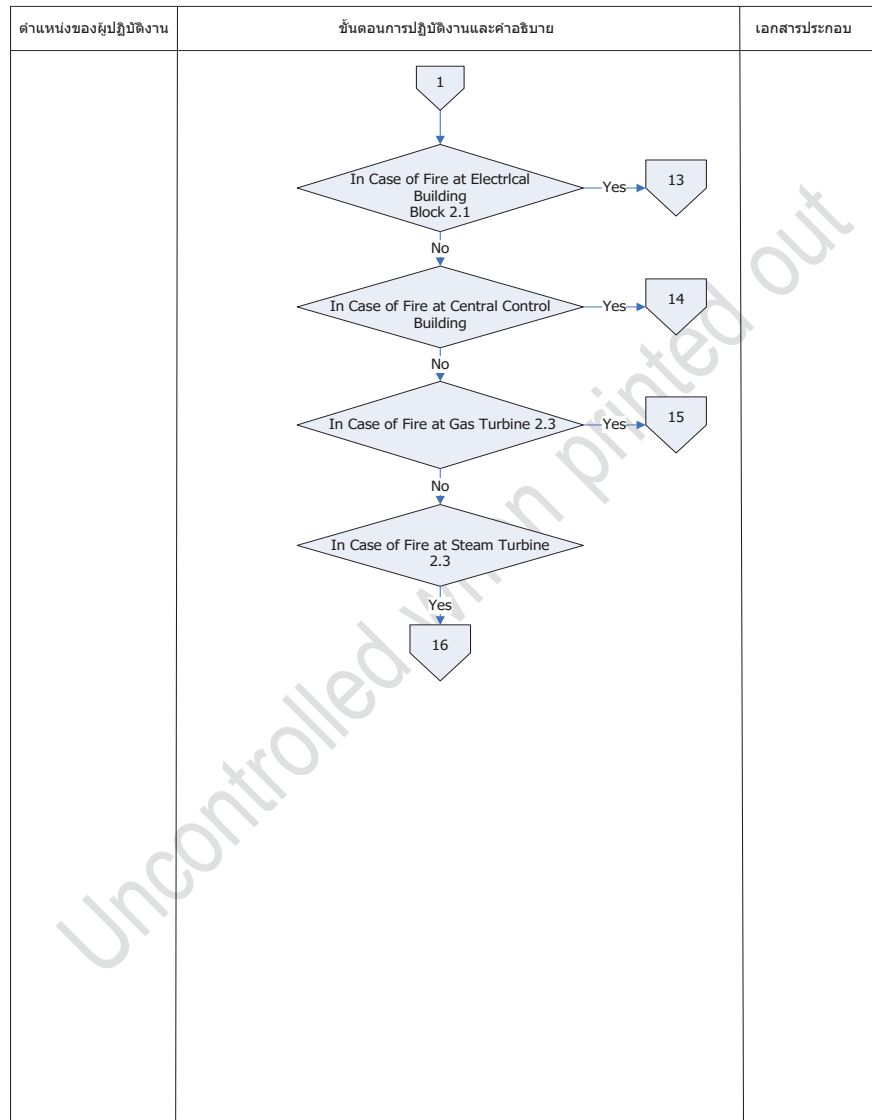 ตำแหน่งของผู้ปฏิบัติงาน
ขั้นตอนการปฏิบัติงานและคำอธิบาย
เอกสารประกอบ
1
In Case of Fire at Electrlcal
Building
Block 2.1
Yes
13
No
In Case of Fire at Central Control
Building
Yes
14
No
In Case of Fire at Gas Turbine 2.3
Yes
15
No
In Case of Fire at Steam Turbine
2.3
Yes
16
Uncontrolled when printed out